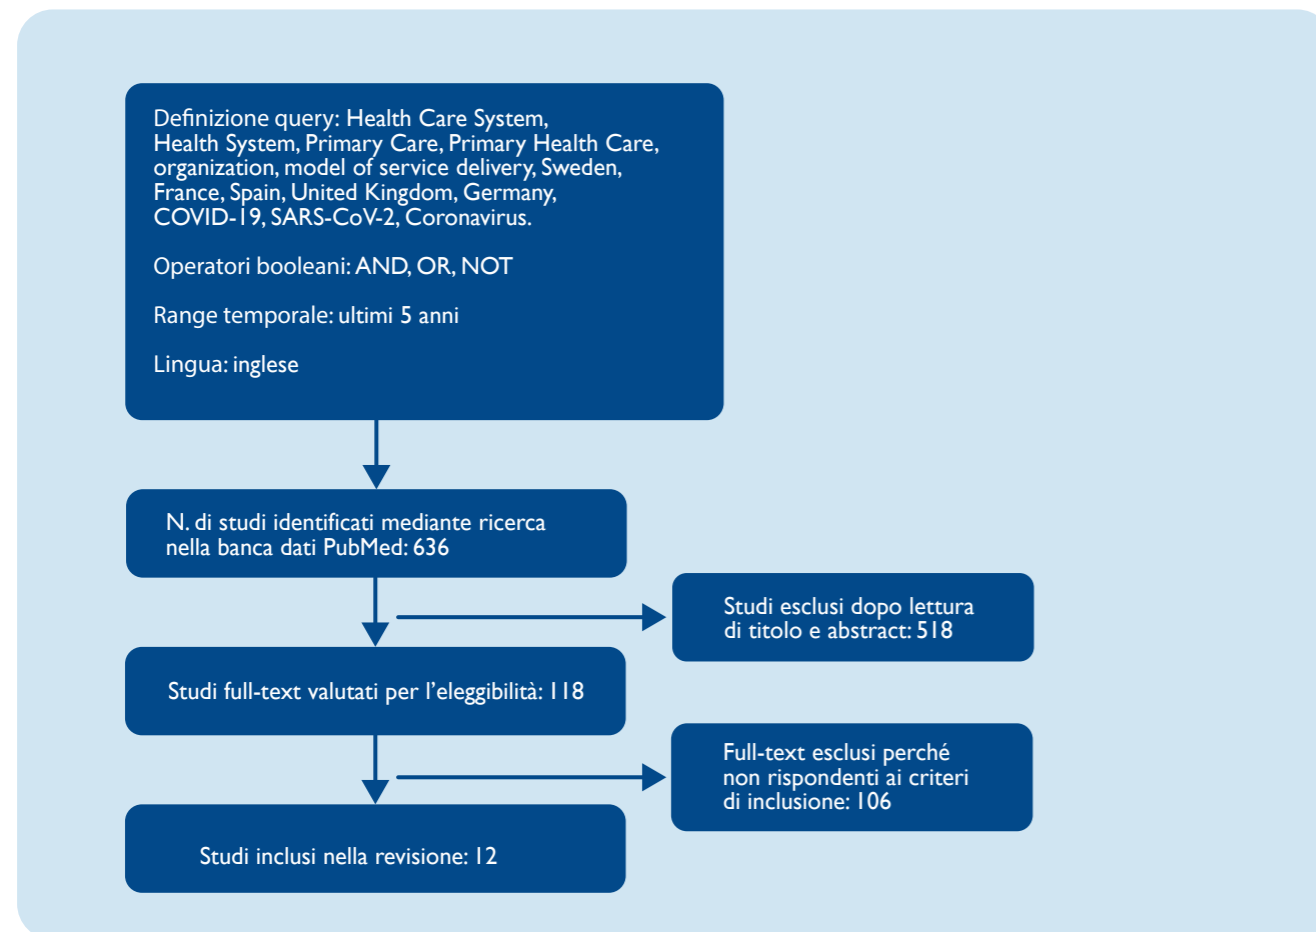 Definizione query: Health Care System,
Health System, Primary Care, Primary Health Care,
organization, model of service delivery, Sweden,
France, Spain, United Kingdom, Germany,
COVID-19, SARS-CoV-2, Coronavirus.
Operatori booleani: AND, OR, NOT
Range temporale: ultimi 5 anni
Lingua: inglese
N. di studi identificati mediante ricerca
nella banca dati PubMed: 636
Studi esclusi dopo lettura
di titolo e abstract: 518
Studi full-text valutati per l'eleggibilità: 118
Full-text esclusi perché
non rispondenti ai criteri
di inclusione: 106
Studi inclusi nella revisione: 12